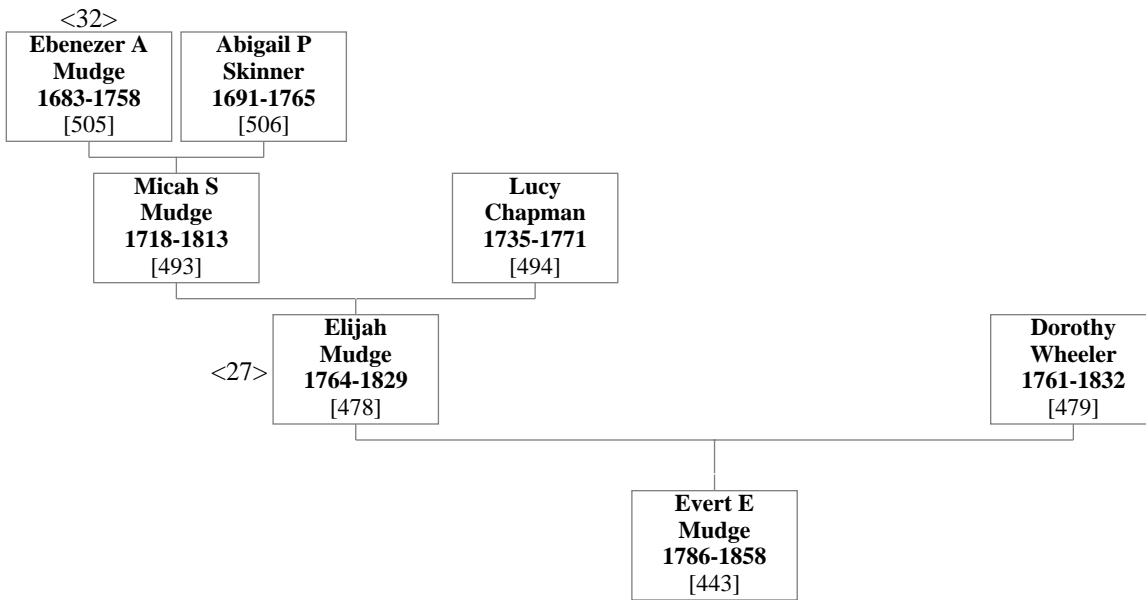 <32>
Ebenezer A
Mudge
1683-1758
[505]
Abigail P
Skinner
1691-1765
[506]
Micah S
Mudge
1718-1813
[493]
Lucy
Chapman
1735-1771
[494]
<27>
Elijah
Mudge
1764-1829
[478]
Dorothy
Wheeler
1761-1832
[479]
Evert E
Mudge
1786-1858
[443]